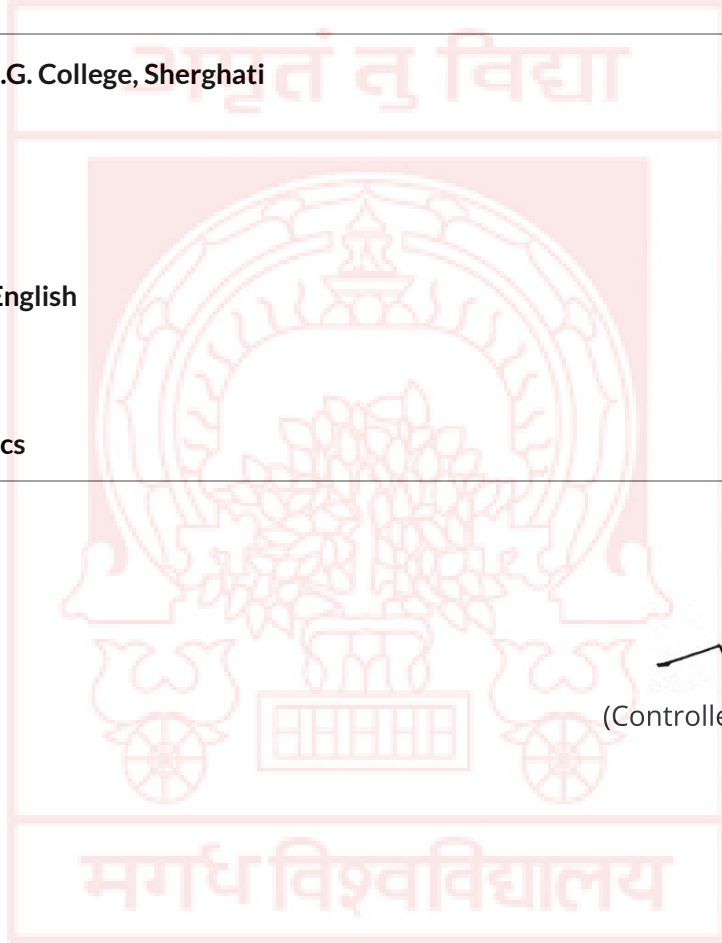 अमृतं तु विद्या
.G. College, Sherghati
English
cs
(Controlle
मगध विश्वविद्यालय